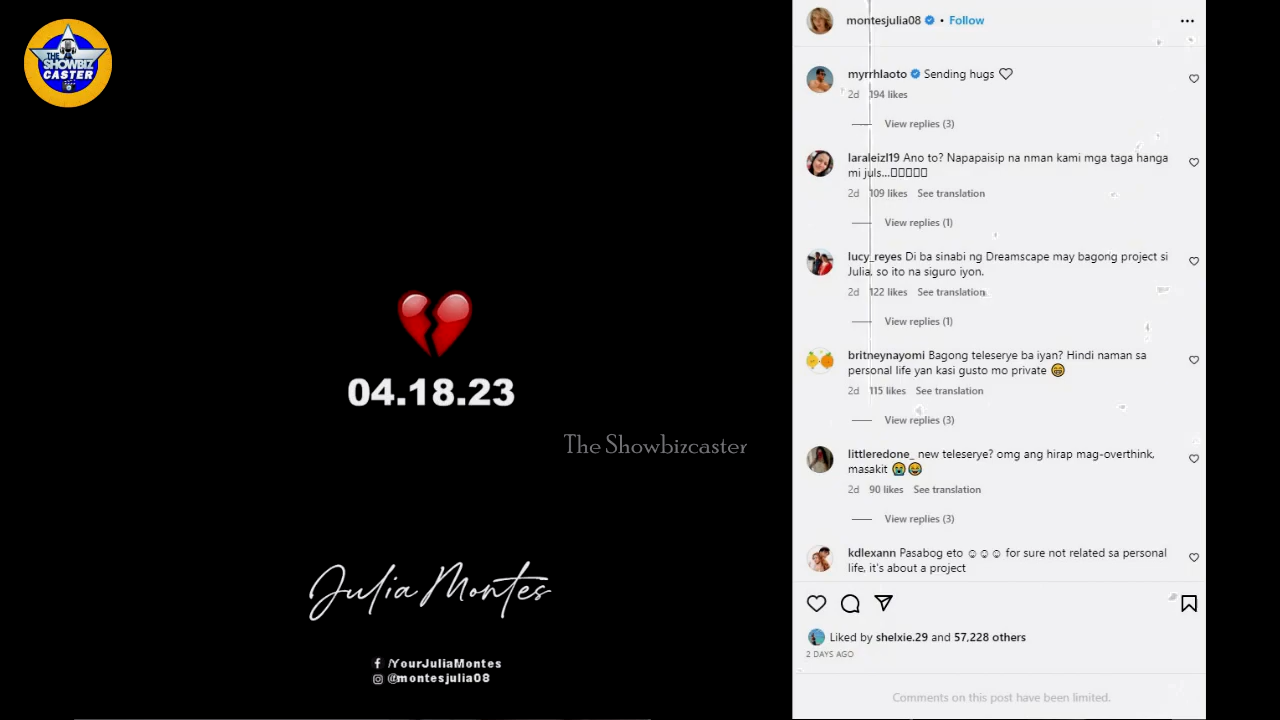 THE
SHOWBIZ
CASTER
04.18.23
The Showbizcaster
Julia Montes
/YourJuliaMontes
@montesjulia08
montesjulia08 • Follow
myrrhlaoto Sending hugs
2d 194 likes
View replies (3)
laraleizl19 Ano to? Napapaisip na nman kami mga taga hanga
mi juls...
2d 109 likes See translation
View replies (1)
lucy_reyes Di ba sinabi ng Dreamscape may bagong project si
Julia, so ito na siguro iyon.
2d 122 likes See translation
View replies (1)
britneynayomi Bagong teleserye ba iyan? Hindi naman sa
personal life yan kasi gusto mo private 😁
2d 115 likes See translation
View replies (3)
littleredone_ new teleserye? omg ang hirap mag-overthink,
masakit 😭😂
2d 90 likes See translation
View replies (3)
kdlexann Pasabog eto ☺☺☺ for sure not related sa personal
life, it's about a project
Liked by shelxie.29 and 57,228 others
2 DAYS AGO
Comments on this post have been limited.